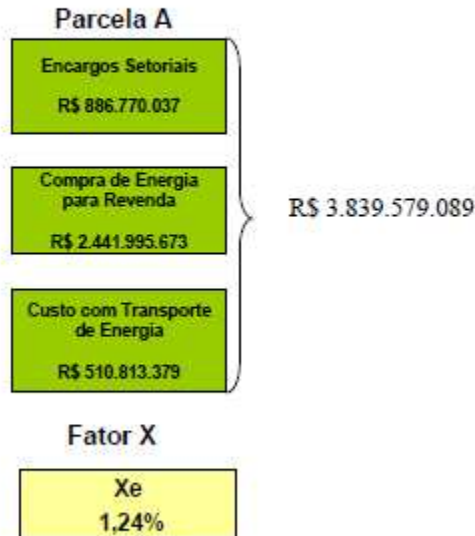 Parcela A
Encargos Setoriais
R$ 886.770.037
Compra de Energia
para Revenda
R$ 2.441.995.673
R$ 3.839.579.089
Custo com Transporte
de Energia
R$ 510.813.379
Fator X
Xe
1,24%